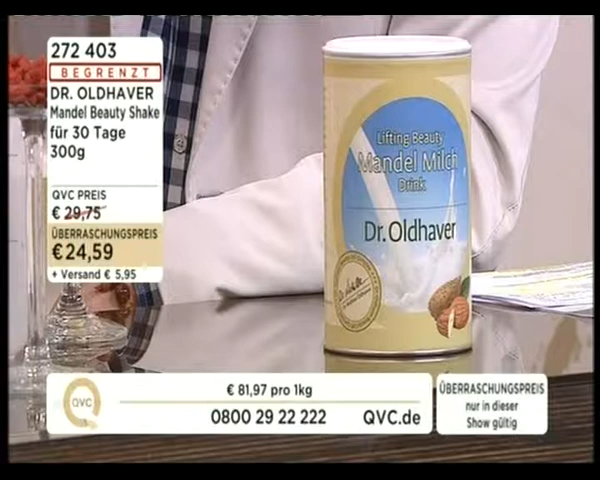 272 403
BEGRENZT
DR. OLDHAVER
Mandel Beauty Shake
für 30 Tage
300g
QVC PREIS
€ 29,75
ÜBERRASCHUNGSPREIS
€ 24,59
+ Versand € 5,95
Lifting Beauty
Mandel Milch
Drink
Dr. Oldhaver
QVC
€ 81,97 pro 1kg
0800 29 22 222 QVC.de
ÜBERRASCHUNGSPREIS
nur in dieser
Show gültig